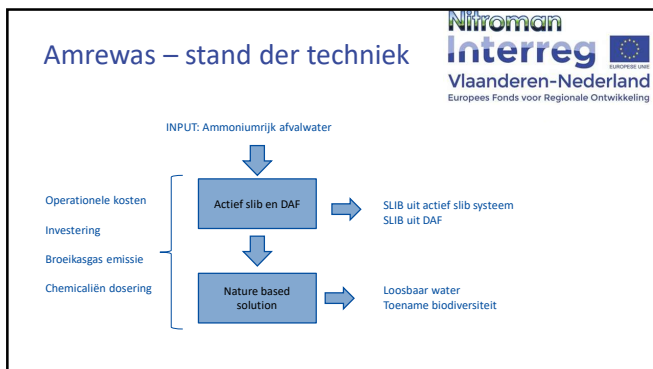 Nitroman
Amrewas – stand der techniek
Interreg
EUROPESE UNIE
Vlaanderen-Nederland
Europees Fonds voor Regionale Ontwikkeling
INPUT: Ammoniumrijk afvalwater
Operationele kosten
Investering
Broeikasgas emissie
Chemicaliën dosering
Actief slib en DAF
SLIB uit actief slib systeem
SLIB uit DAF
Nature based
solution
Loosbaar water
Toename biodiversiteit